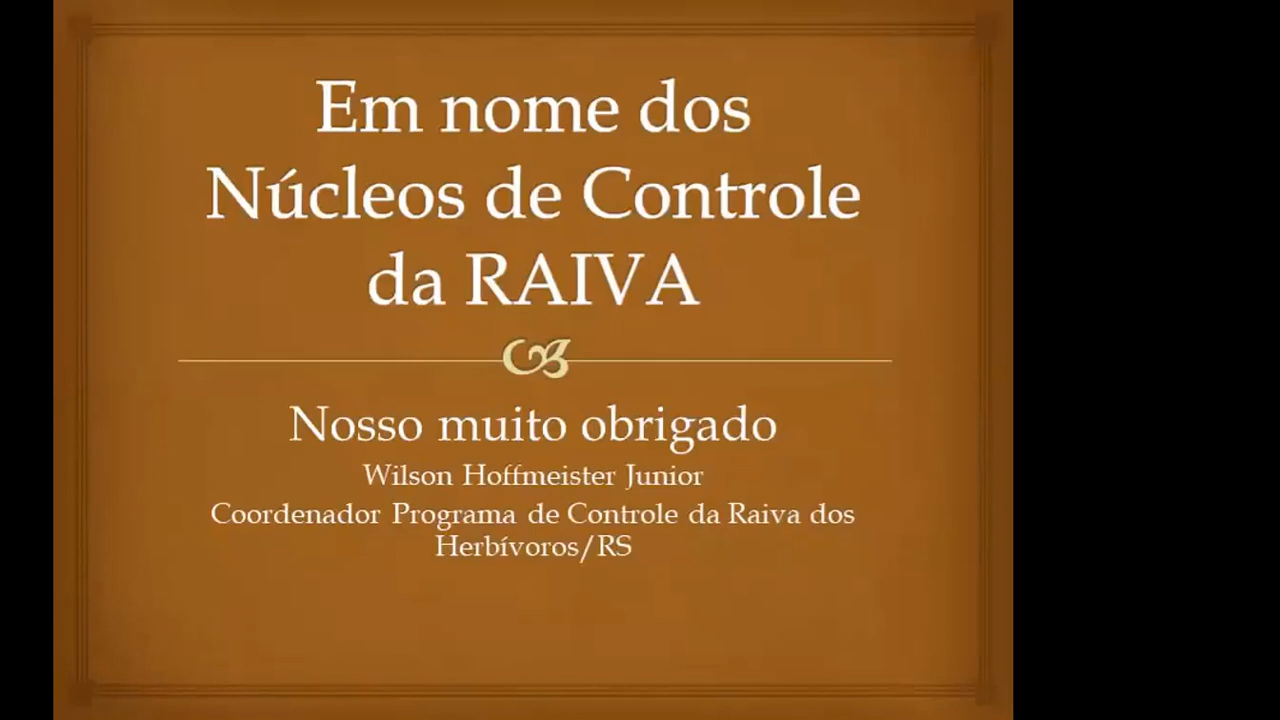 Em nome dos
Núcleos de Controle
da RAIVA
Nosso muito obrigado
Wilson Hoffmeister Junior
Coordenador Programa de Controle da Raiva dos
Herbívoros/RS